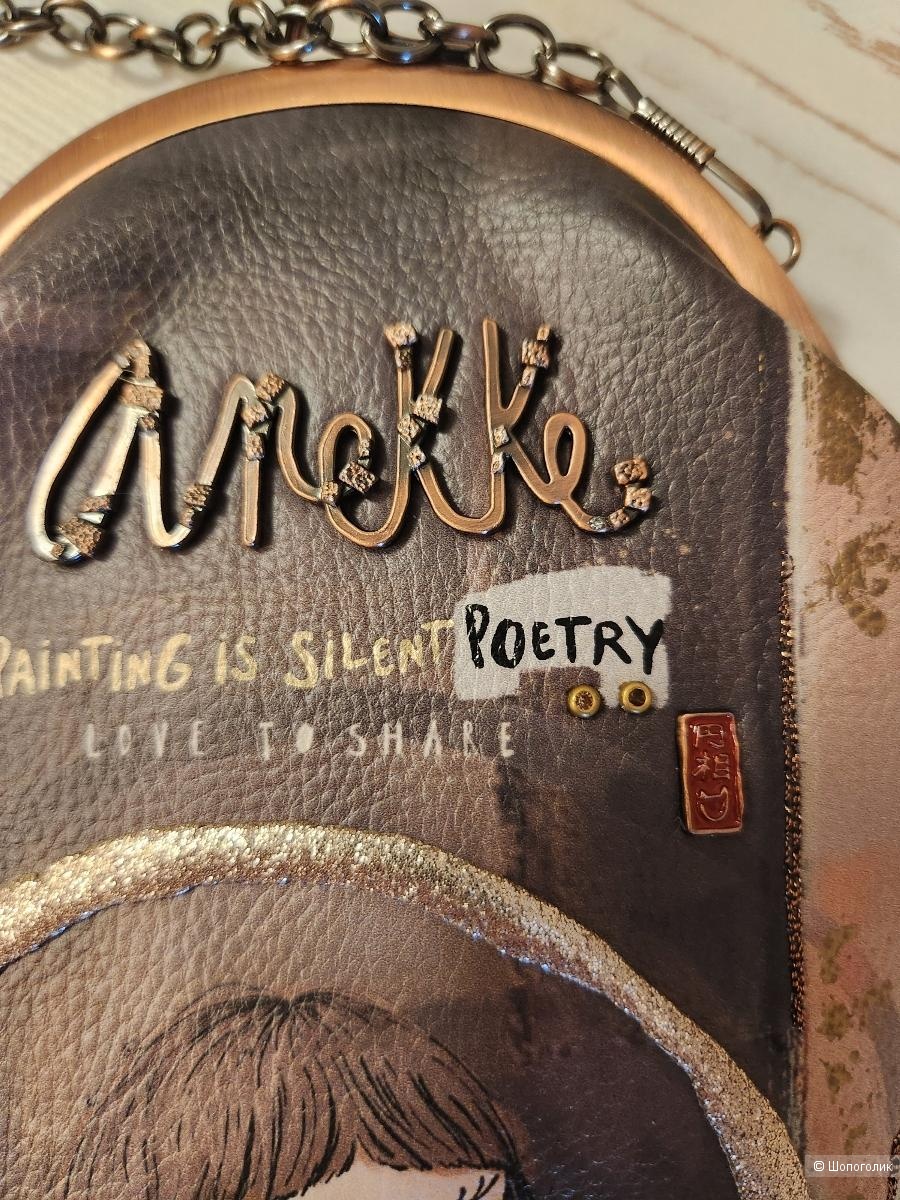 anekke
PAINTING IS SILENT POETRY
LOVE TO SHARE
© Шопоголик